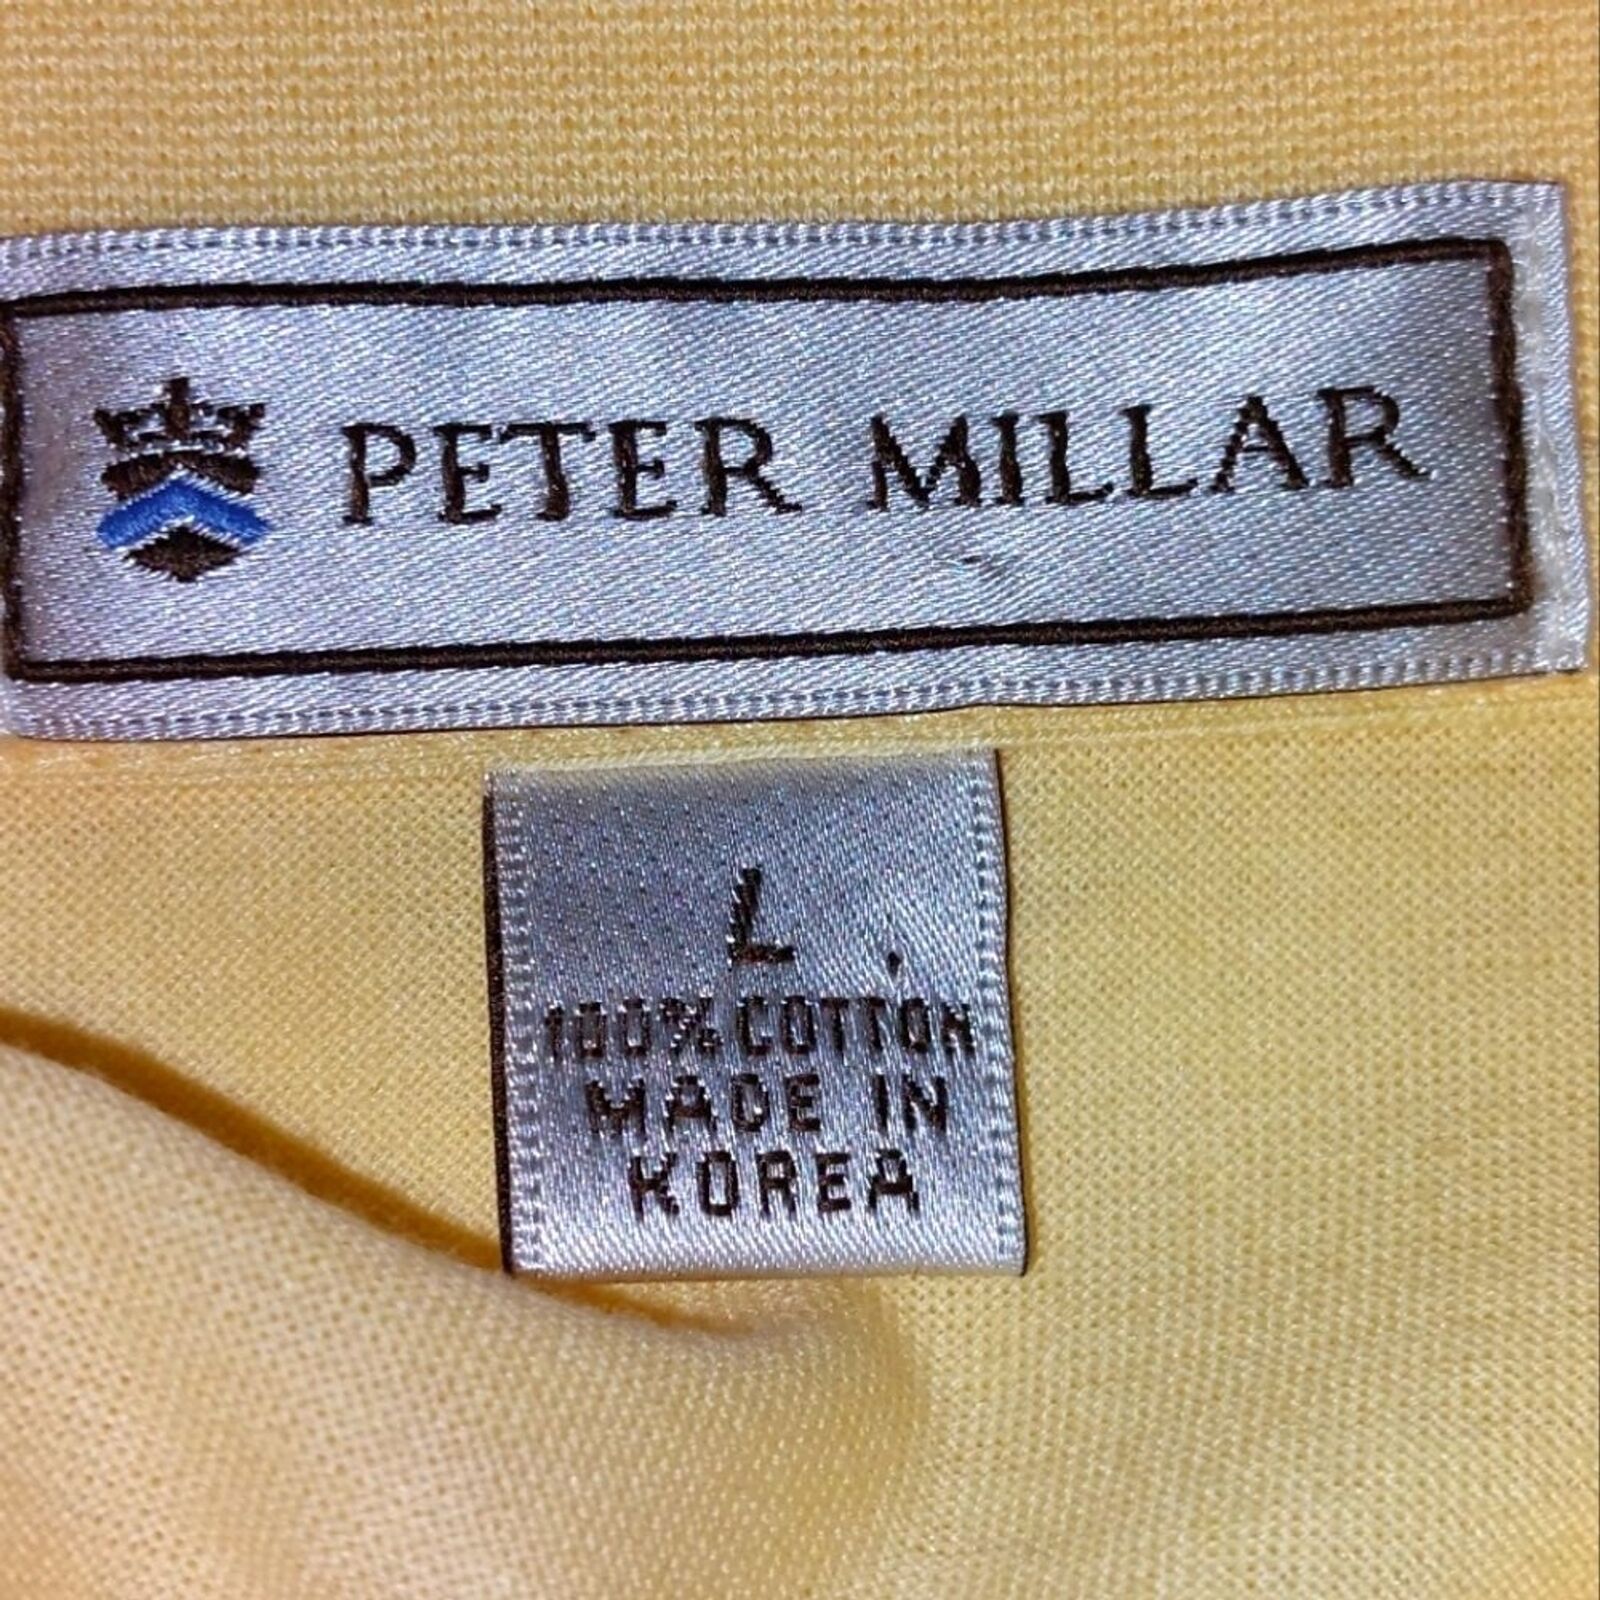 PETER MILLAR
L
100% COTTON
MADE IN
KOREA